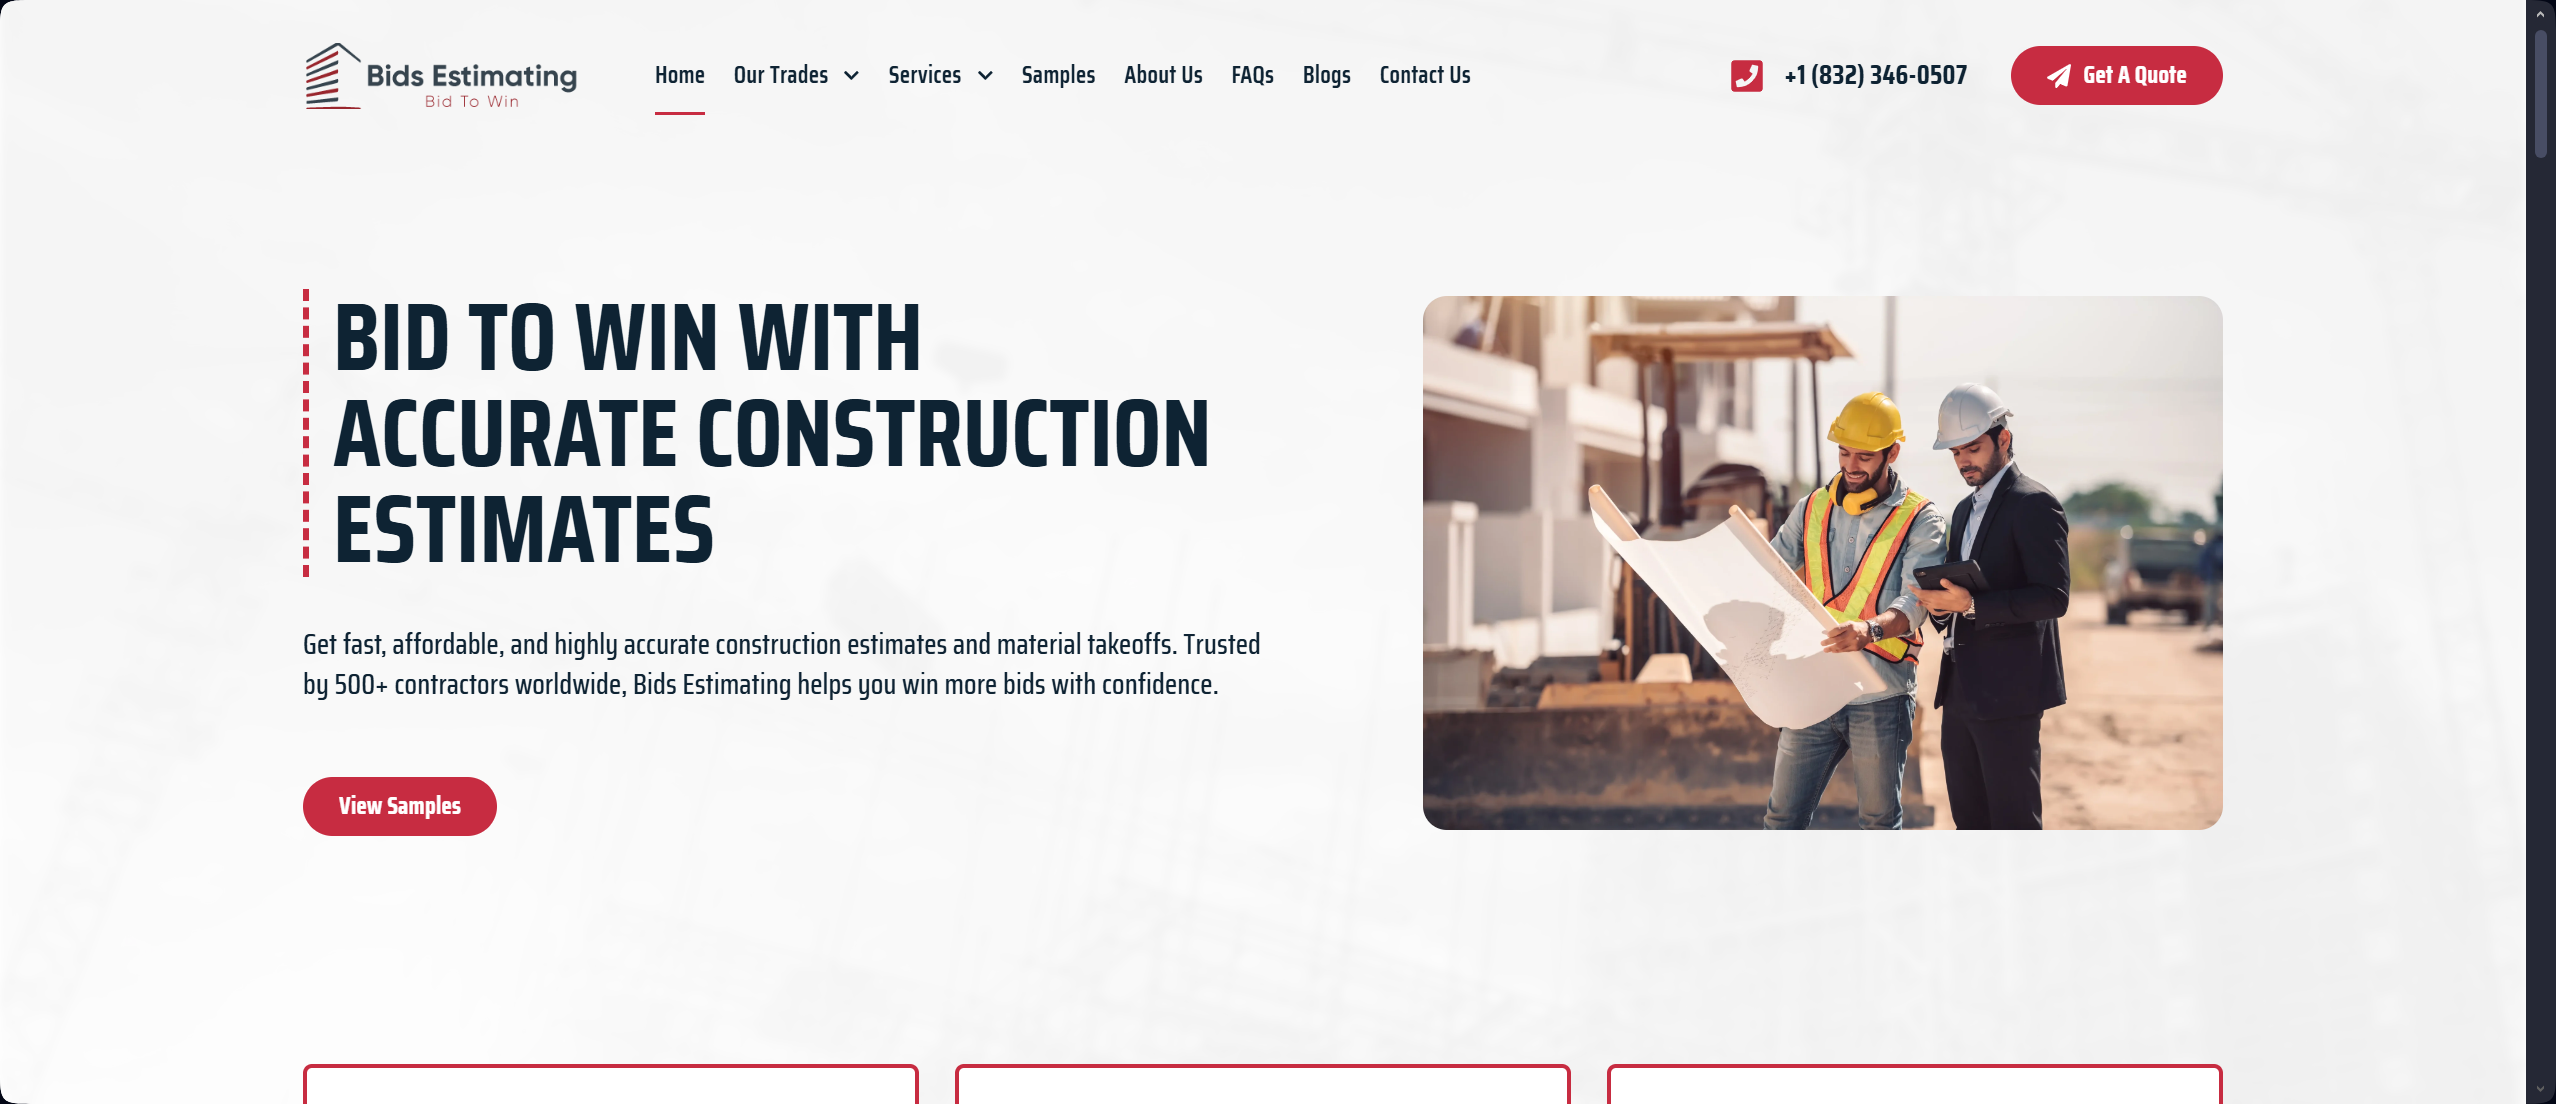 Bids Estimating
Bid To Win
Home
Our Trades
Services
Samples
About Us
FAQs
Blogs
Contact Us
+1 (832) 346-0507
Get A Quote
BID TO WIN WITH
ACCURATE CONSTRUCTION
ESTIMATES
Get fast, affordable, and highly accurate construction estimates and material takeoffs. Trusted
by 500+ contractors worldwide, Bids Estimating helps you win more bids with confidence.
View Samples